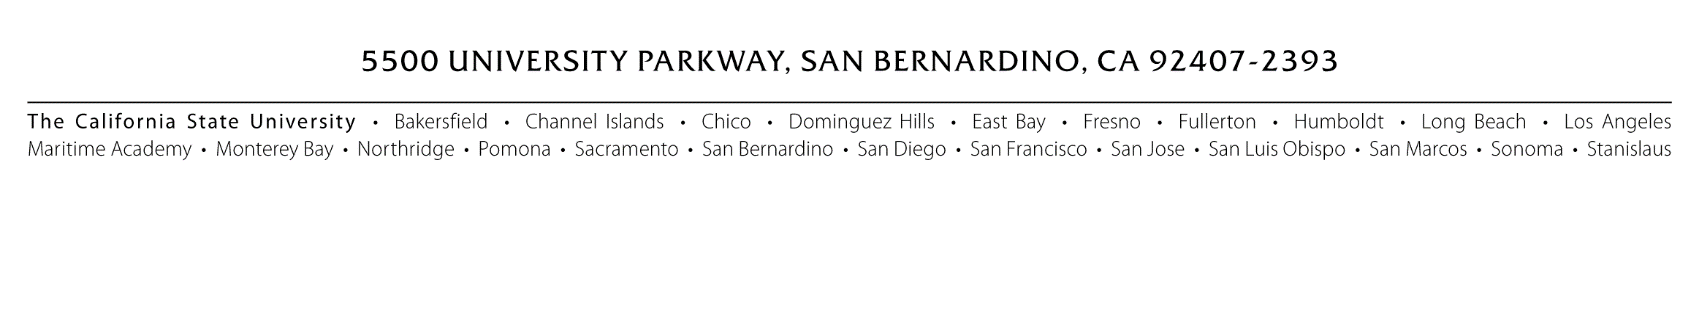 5500 UNIVERSITY PARKWAY, SAN BERNARDINO, CA 92407-2393
The California State University • Bakersfield • Channel Islands • Chico • Dominguez Hills • East Bay • Fresno • Fullerton • Humboldt • Long Beach • Los Angeles
Maritime Academy • Monterey Bay • Northridge • Pomona • Sacramento • San Bernardino • San Diego • San Francisco • San Jose • San Luis Obispo • San Marcos • Sonoma • Stanislaus